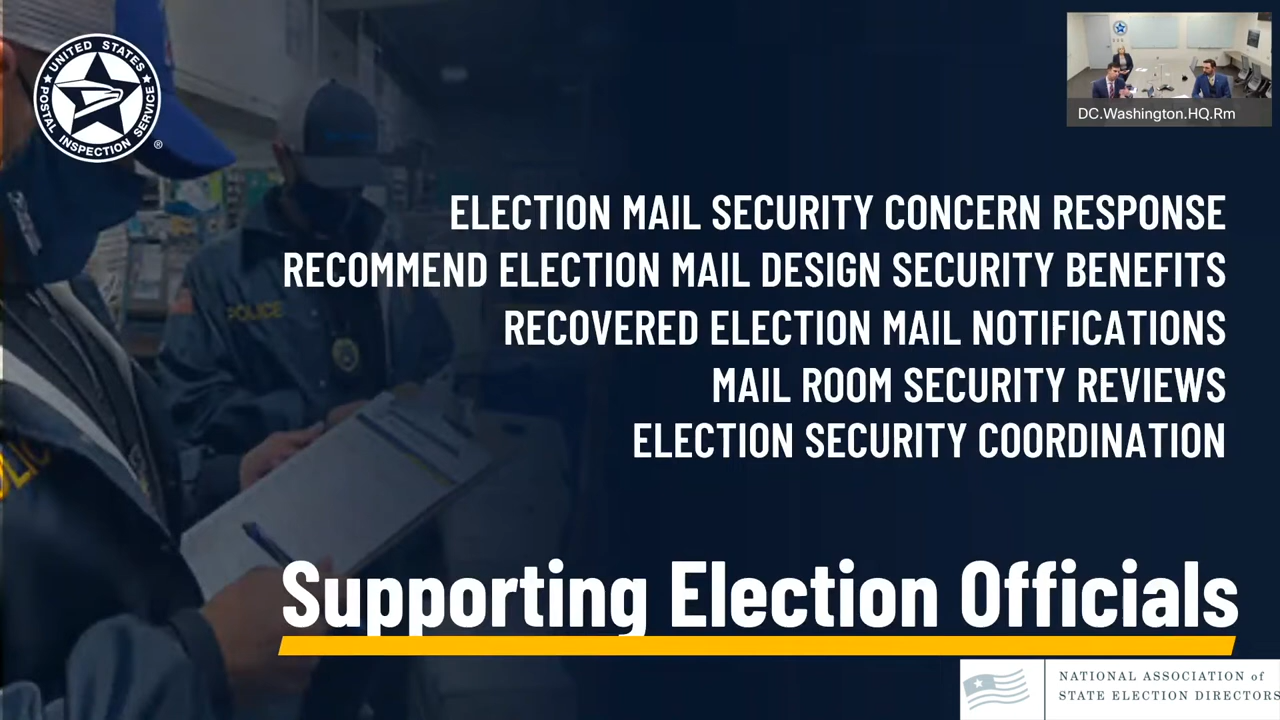 UNITED STATES
POSTAL INSPECTION SERVICE
®
DC.Washington.HQ.Rm
ELECTION MAIL SECURITY CONCERN RESPONSE
RECOMMEND ELECTION MAIL DESIGN SECURITY BENEFITS
RECOVERED ELECTION MAIL NOTIFICATIONS
POLICE
MAIL ROOM SECURITY REVIEWS
ELECTION SECURITY COORDINATION
Supporting Election Officials
NATIONAL ASSOCIATION of
STATE ELECTION DIRECTORS